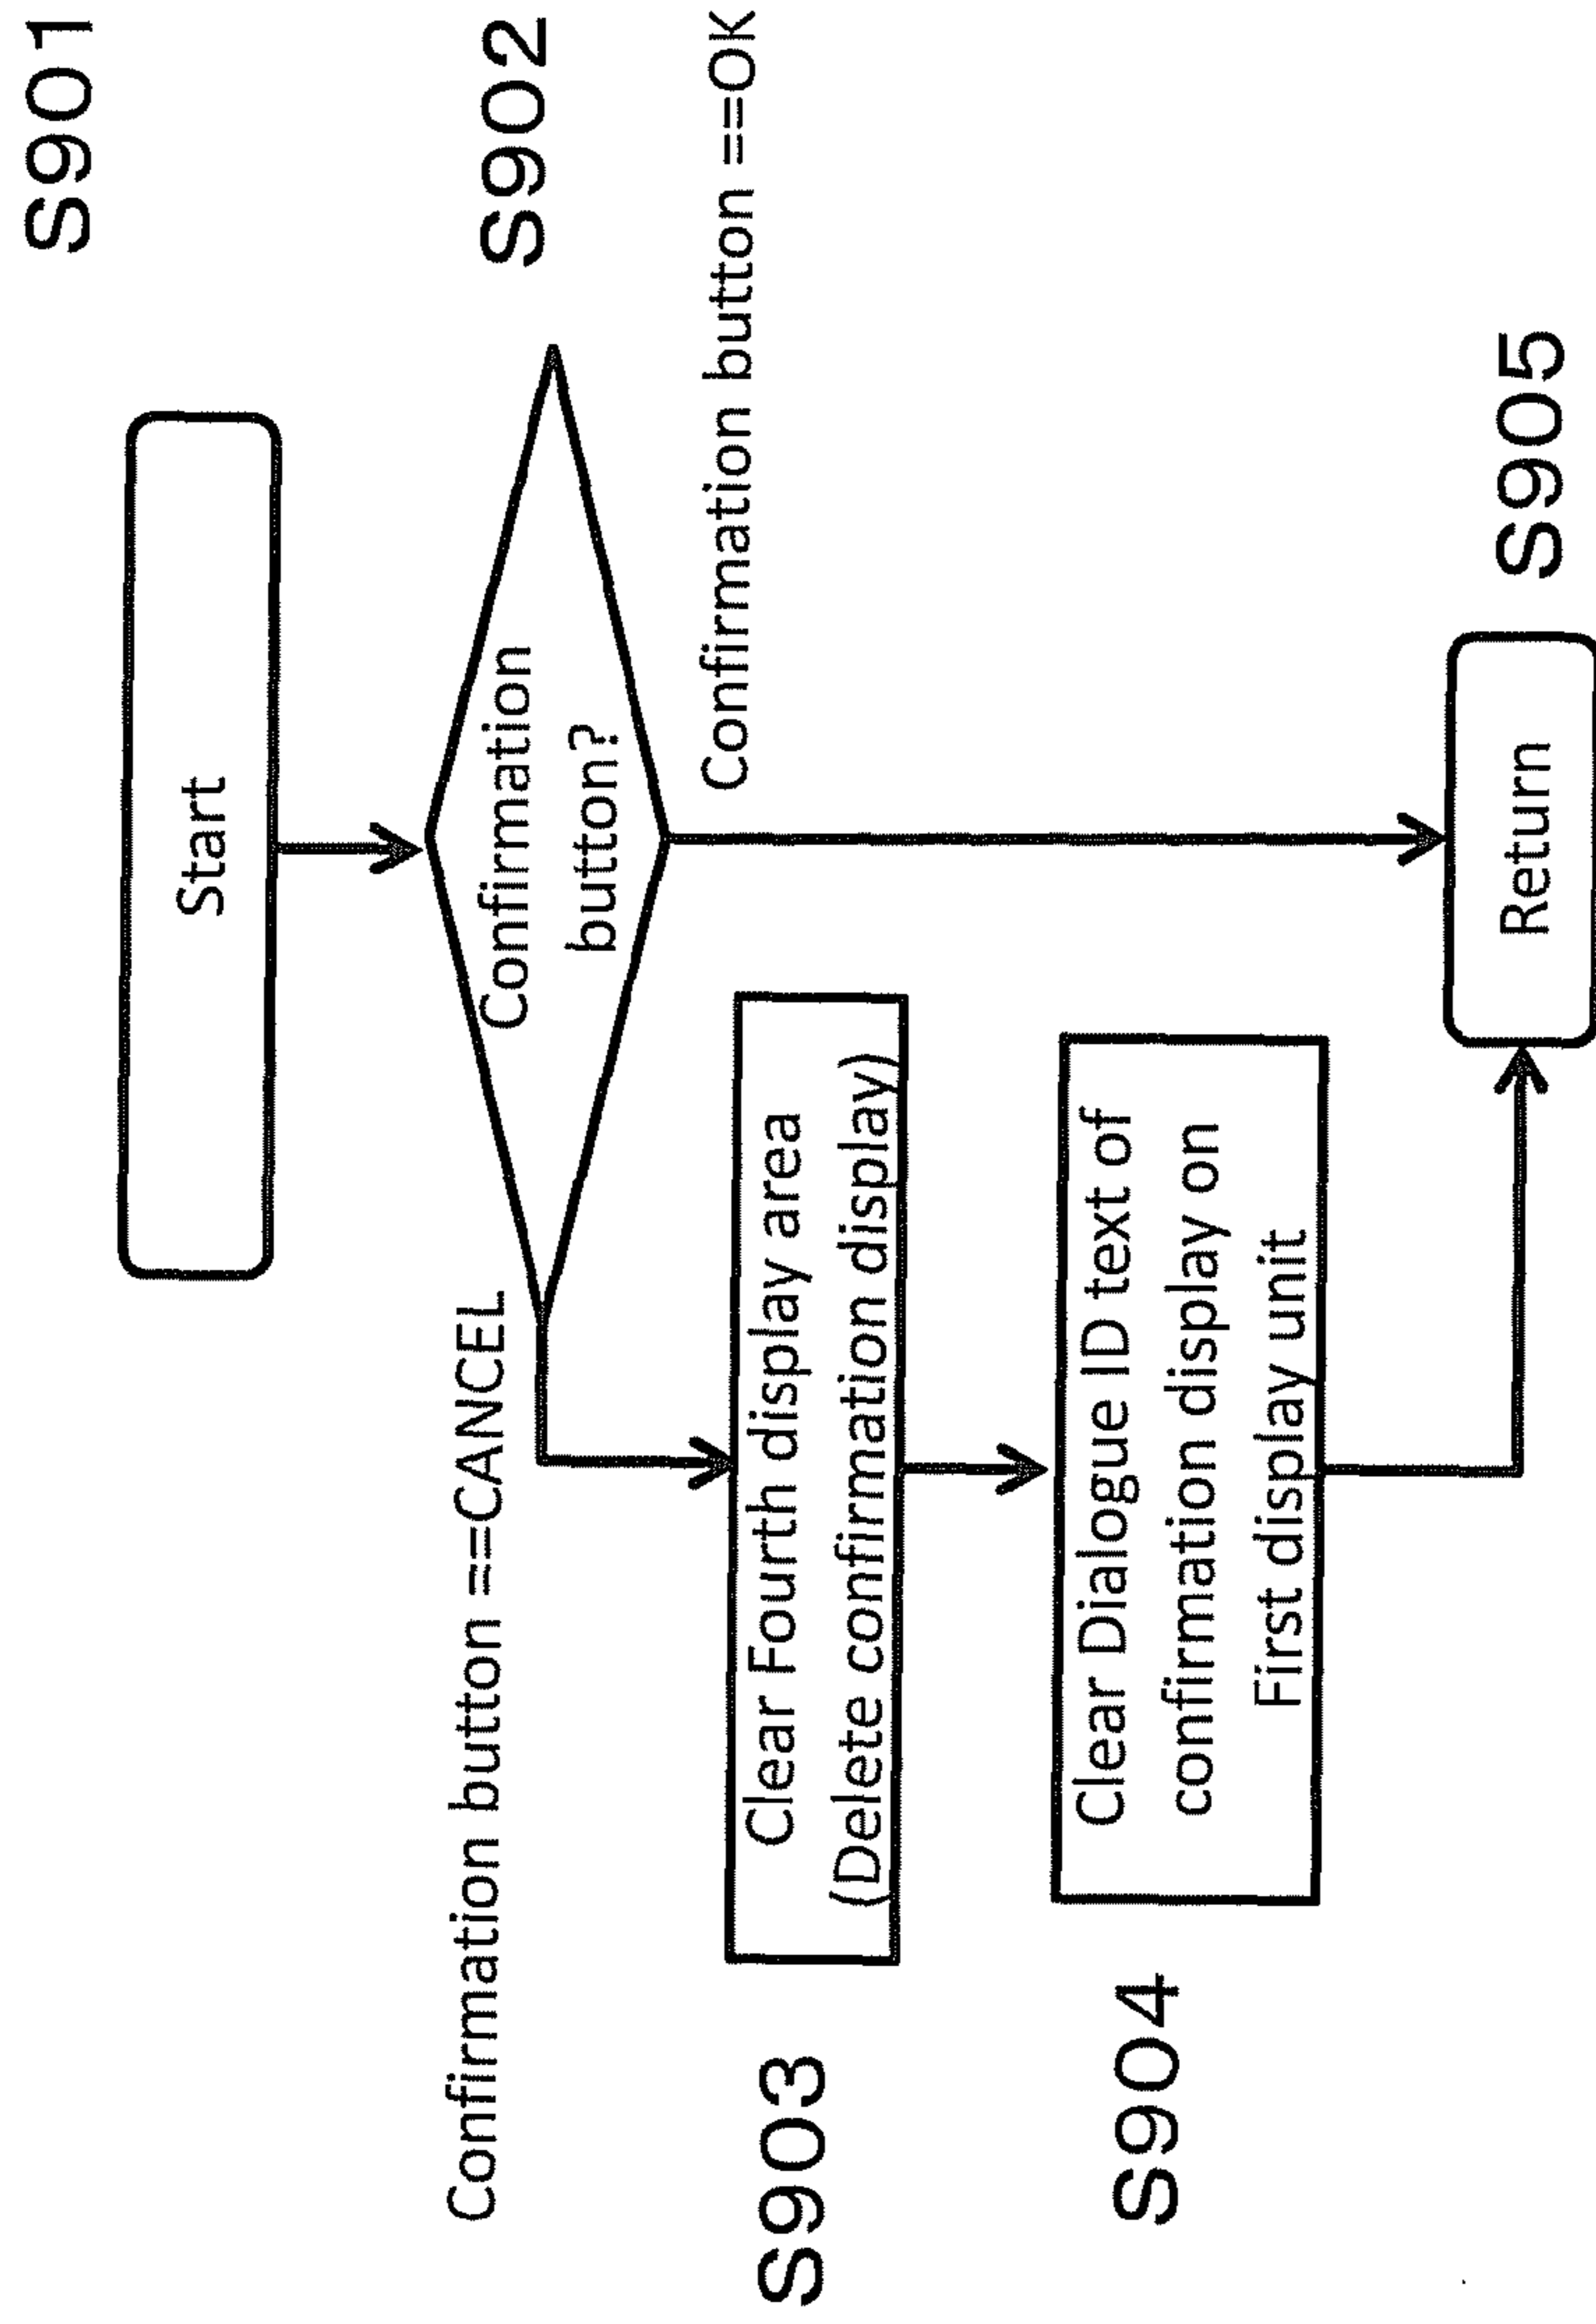 S901
Start
S902
Confirmation
button?
Confirmation button ==CANCEL
Confirmation button ==OK
S903
Clear Fourth display area
(Delete confirmation display)
S904
Clear Dialogue ID text of
confirmation display on
First display unit
Return
S905